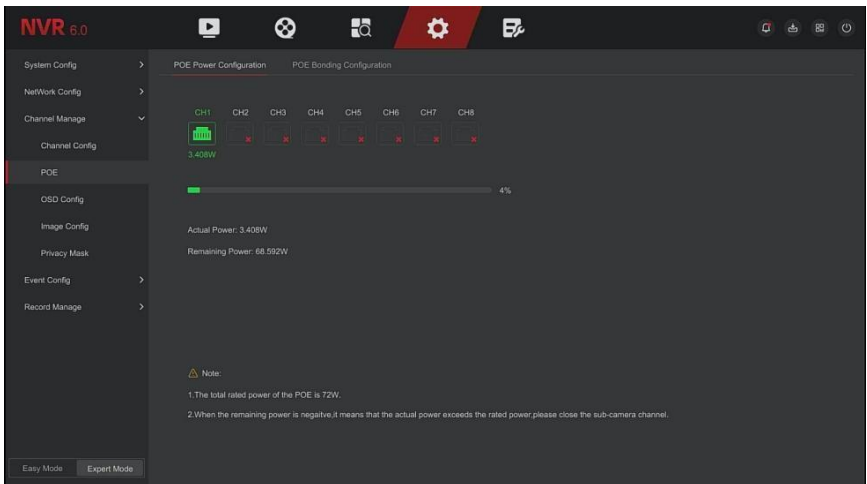 NVR 6.0
System Config
NetWork Config
Channel Manage
Channel Config
POE
OSD Config
Image Config
Privacy Mask
Event Config
Record Manage
Easy Mode Expert Mode
POE Power Configuration POE Bonding Configuration
CH1 CH2 CH3 CH4 CH5 CH6 CH7 CH8
3.408W
4%
Actual Power: 3.408W
Remaining Power: 68.592W
Note:
1.The total rated power of the POE is 72W.
2.When the remaining power is negaitve,it means that the actual power exceeds the rated power,please close the sub-camera channel.